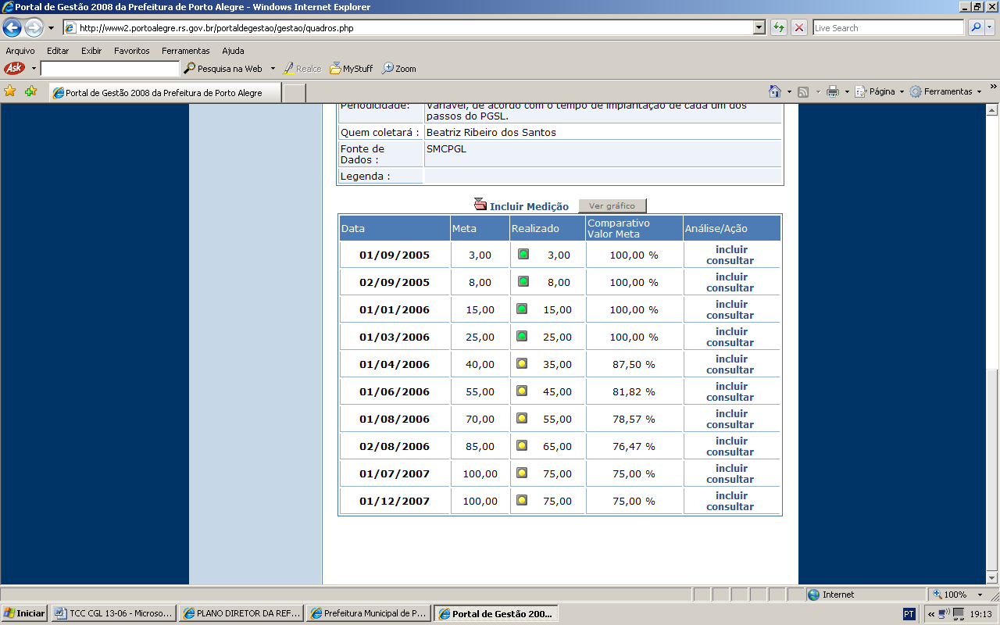 Portal de Gestão 2008 da Prefeitura de Porto Alegre - Windows Internet Explorer
http://www2.portoalegre.rs.gov.br/portaldegestao/gestao/quadros.php
Live Search
Arquivo Editar Exibir Favoritos Ferramentas Ajuda
Ask Pesquisa na Web Realce MyStuff Zoom
Portal de Gestão 2008 da Prefeitura de Porto Alegre Página Ferramentas »
Periodicidade: Variável, de acordo com o tempo de implantação de cada um dos
passos do PGSL.
Quem coletará : Beatriz Ribeiro dos Santos
Fonte de SMCPGL
Dados :
Legenda :
Incluir Medição Ver gráfico
Data Meta Realizado Comparativo Análise/Ação
Valor Meta
01/09/2005 3,00 3,00 100,00 % incluir
consultar
02/09/2005 8,00 8,00 100,00 % incluir
consultar
01/01/2006 15,00 15,00 100,00 % incluir
consultar
01/03/2006 25,00 25,00 100,00 % incluir
consultar
01/04/2006 40,00 35,00 87,50 % incluir
consultar
01/06/2006 55,00 45,00 81,82 % incluir
consultar
01/08/2006 70,00 55,00 78,57 % incluir
consultar
02/08/2006 85,00 65,00 76,47 % incluir
consultar
01/07/2007 100,00 75,00 75,00 % incluir
consultar
01/12/2007 100,00 75,00 75,00 % incluir
consultar
Internet 100%
Iniciar TCC CGL 13-06 - Microso... PLANO DIRETOR DA REF... Prefeitura Municipal de P... Portal de Gestão 200... PT « 19:13